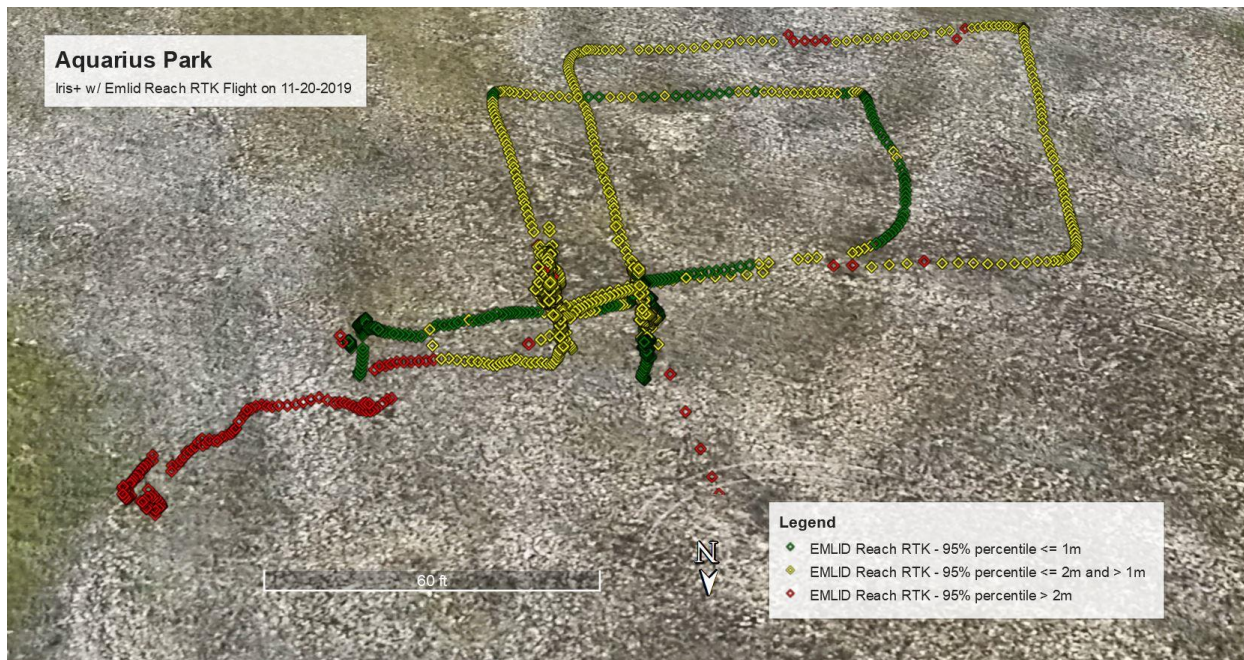 Aquarius Park
Iris+ w/ Emlid Reach RTK Flight on 11-20-2019
60 ft
N
Legend
EMLID Reach RTK - 95% percentile <= 1m
EMLID Reach RTK - 95% percentile <= 2m and > 1m
EMLID Reach RTK - 95% percentile > 2m